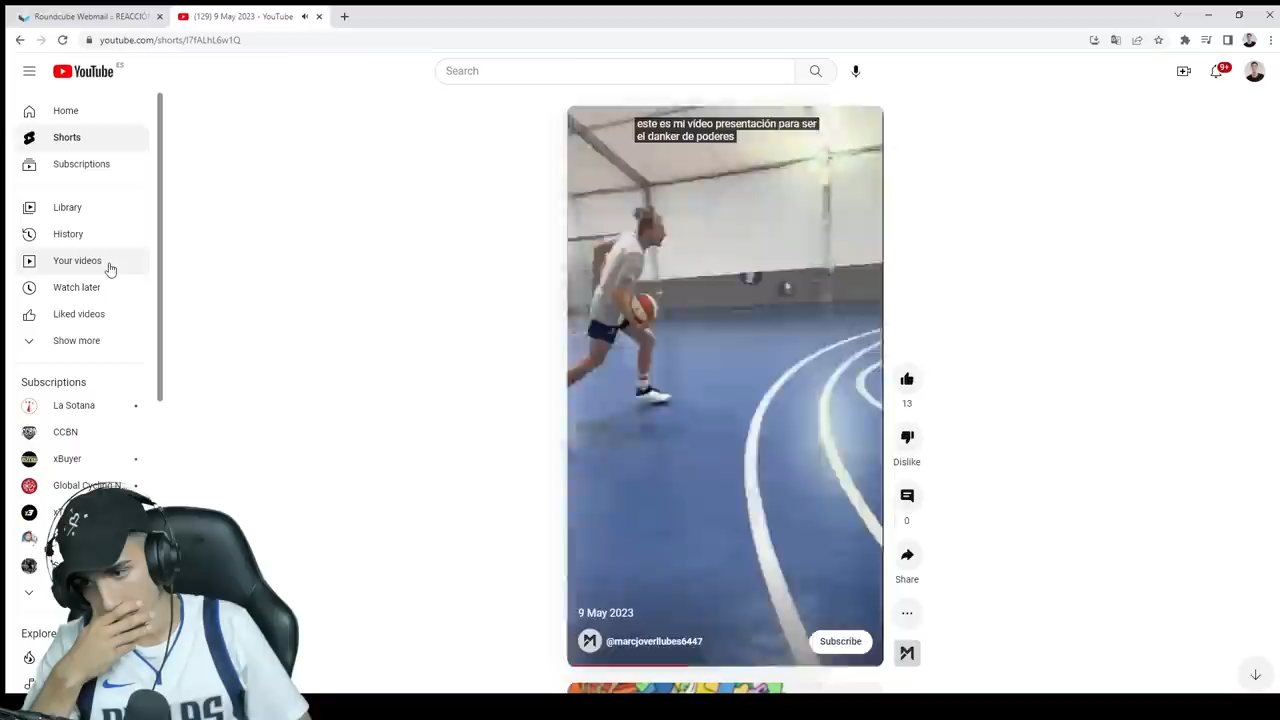 Roundcube Webmail :: REACCIÓ
(129) 9 May 2023 - YouTube
youtube.com/shorts/I7fALhL6w1Q
YouTube ES
Search
9+
Home
Shorts
Subscriptions
Library
History
Your videos
Watch later
Liked videos
Show more
Subscriptions
La Sotana
CCBN
xBuyer
Global Cycling N...
Explore
este es mi vídeo presentación para ser
el danker de poderes
13
Dislike
0
Share
9 May 2023
@marcjoverllubes6447
Subscribe